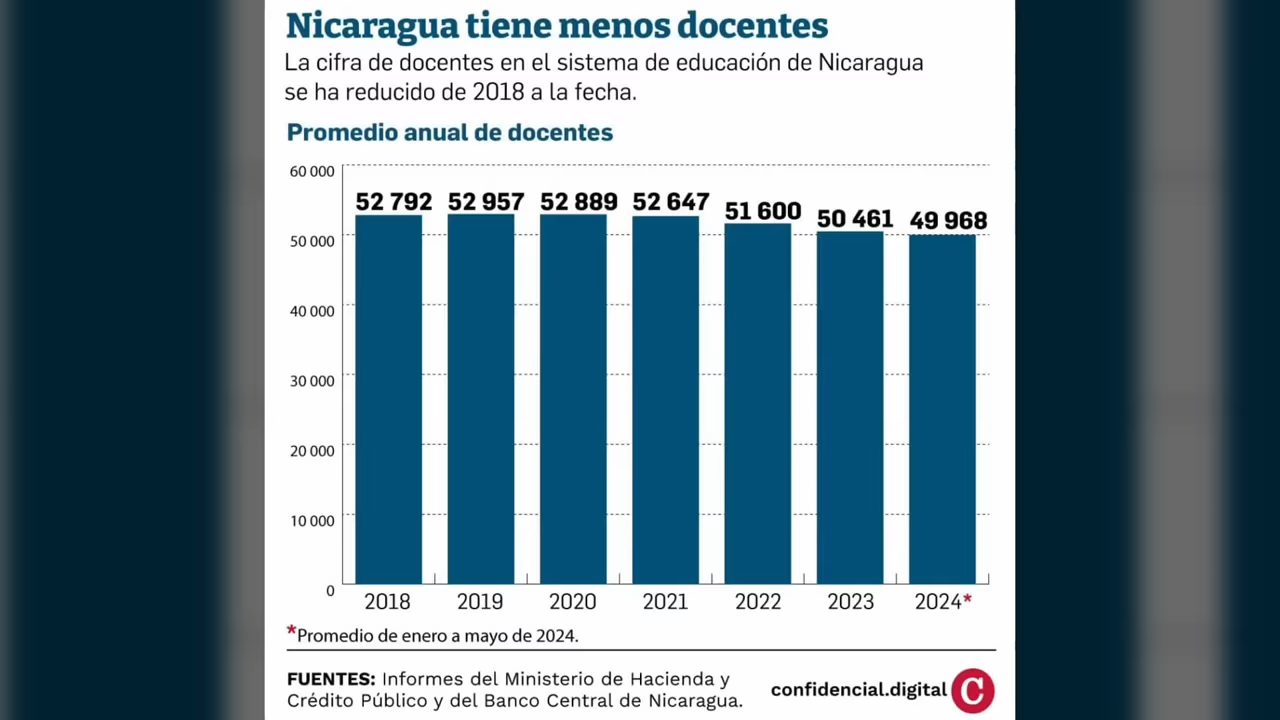 Nicaragua tiene menos docentes
La cifra de docentes en el sistema de educación de Nicaragua
se ha reducido de 2018 a la fecha.
Promedio anual de docentes
60 000
52 792 52 957 52 889 52 647 51 600 50 461 49 968
50 000
40 000
30 000
20 000
10 000
0
2018 2019 2020 2021 2022 2023 2024*
*Promedio de enero a mayo de 2024.
FUENTES: Informes del Ministerio de Hacienda y
Crédito Público y del Banco Central de Nicaragua.
confidencial.digital C